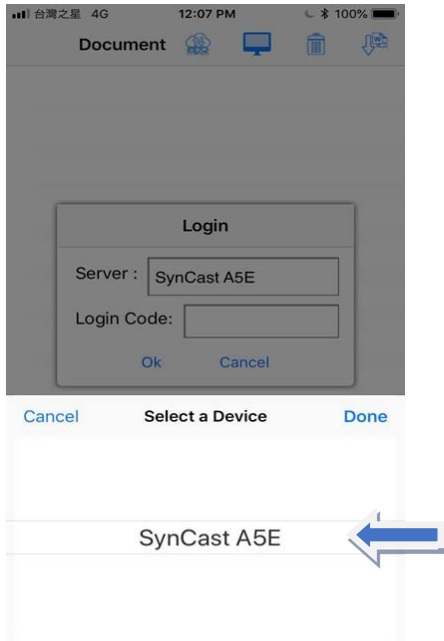 台灣之星 4G 12:07 PM 100%
Document
Login
Server : SynCast A5E
Login Code:
Ok Cancel
Cancel Select a Device Done
SynCast A5E